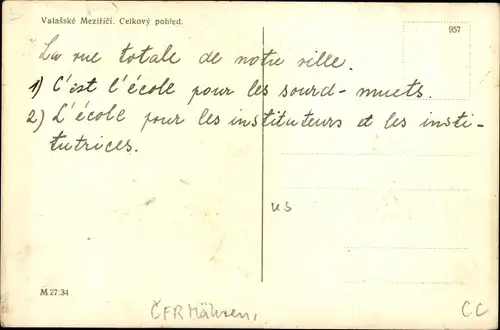 Valašské Meziříčí. Celkový pohled.
957
La vue totale de notre ville.
1) C'est l'école pour les sourd-muets.
2) L'école pour les instituteurs et les insti-
tutrices.
us
M 27/34
ČFR Mähren,
CC